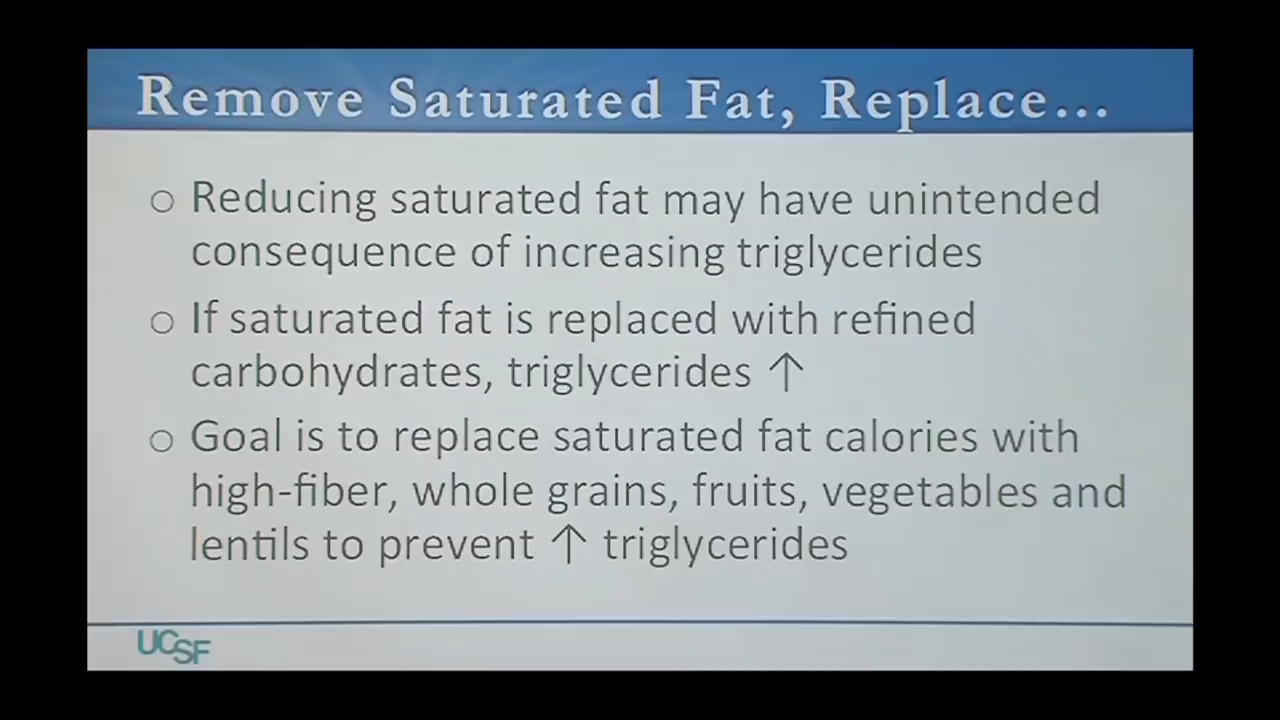 Remove Saturated Fat, Replace...
○ Reducing saturated fat may have unintended
consequence of increasing triglycerides
○ If saturated fat is replaced with refined
carbohydrates, triglycerides ↑
○ Goal is to replace saturated fat calories with
high-fiber, whole grains, fruits, vegetables and
lentils to prevent ↑ triglycerides
UCSF